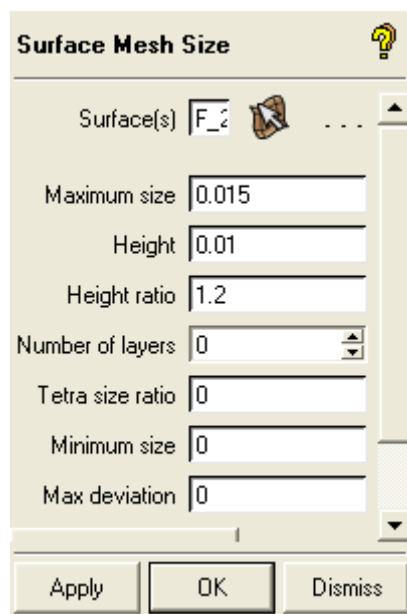 Surface Mesh Size
Surface(s) F_2 ...
Maximum size 0.015
Height 0.01
Height ratio 1.2
Number of layers 0
Tetra size ratio 0
Minimum size 0
Max deviation 0
Apply OK Dismiss